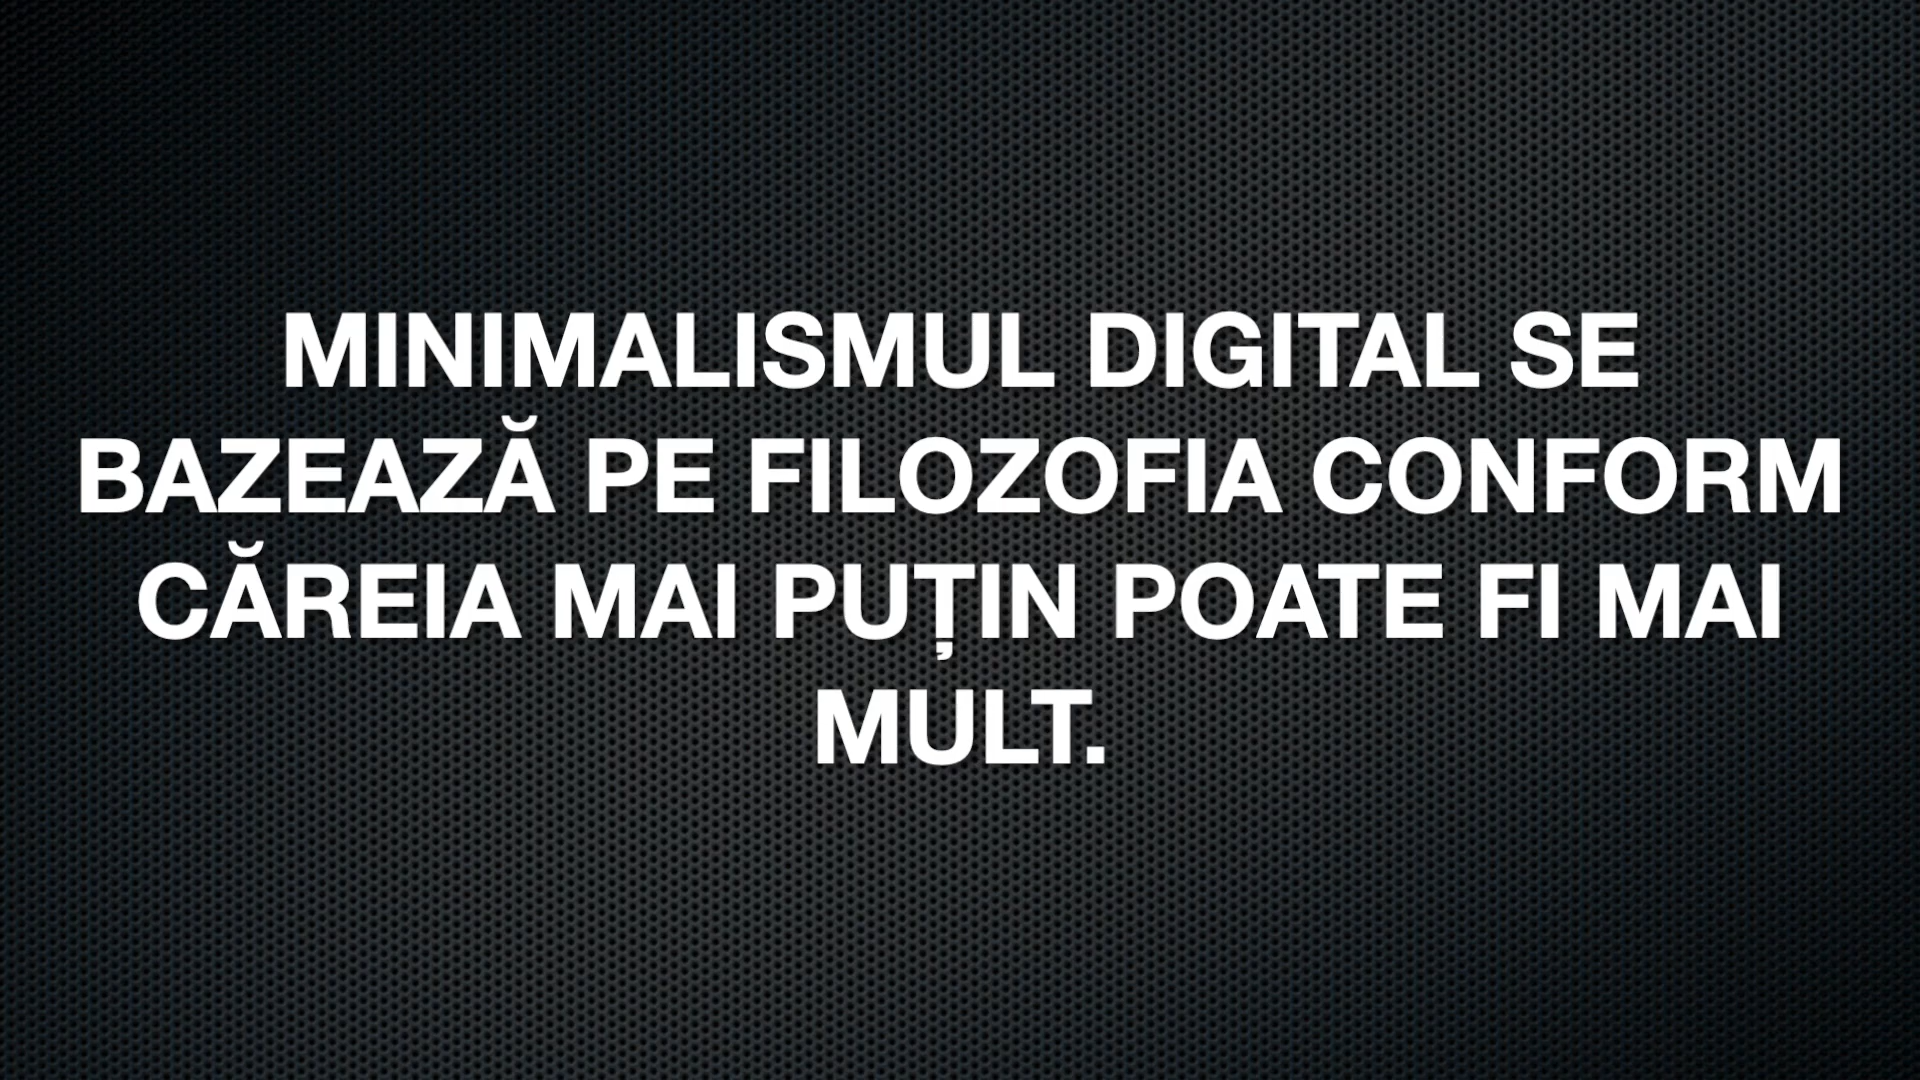 MINIMALISMUL DIGITAL SE
BAZEAZĂ PE FILOZOFIA CONFORM
CĂREIA MAI PUȚIN POATE FI MAI
MULT.